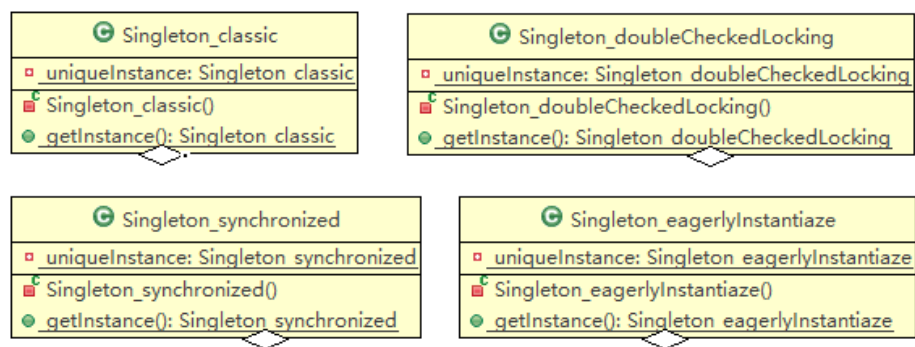 Singleton_classic
uniqueInstance: Singleton_classic
Singleton_classic()
getInstance(): Singleton_classic
Singleton_doubleCheckedLocking
uniqueInstance: Singleton_doubleCheckedLocking
Singleton_doubleCheckedLocking()
getInstance(): Singleton_doubleCheckedLocking
Singleton_synchronized
uniqueInstance: Singleton_synchronized
Singleton_synchronized()
getInstance(): Singleton_synchronized
Singleton_eagerlyInstantiaze
uniqueInstance: Singleton_eagerlyInstantiaze
Singleton_eagerlyInstantiaze()
getInstance(): Singleton_eagerlyInstantiaze